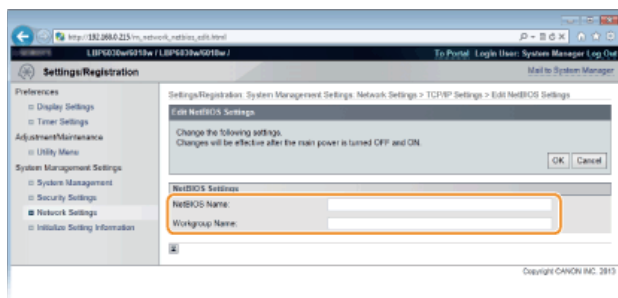 http://192.168.0.215/m_network_netbios_edit.html
LBP6030w/6018w / LBP6030w/6018w /
To Portal Login User: System Manager Log Out
Settings/Registration
Mail to System Manager
Preferences
Display Settings
Timer Settings
Adjustment/Maintenance
Utility Menu
System Management Settings
System Management
Security Settings
Network Settings
Initialize Setting Information
Settings/Registration: System Management Settings: Network Settings > TCP/IP Settings > Edit NetBIOS Settings
Edit NetBIOS Settings
Change the following settings.
Changes will be effective after the main power is turned OFF and ON.
OK Cancel
NetBIOS Settings
NetBIOS Name:
Workgroup Name:
Copyright CANON INC. 2013